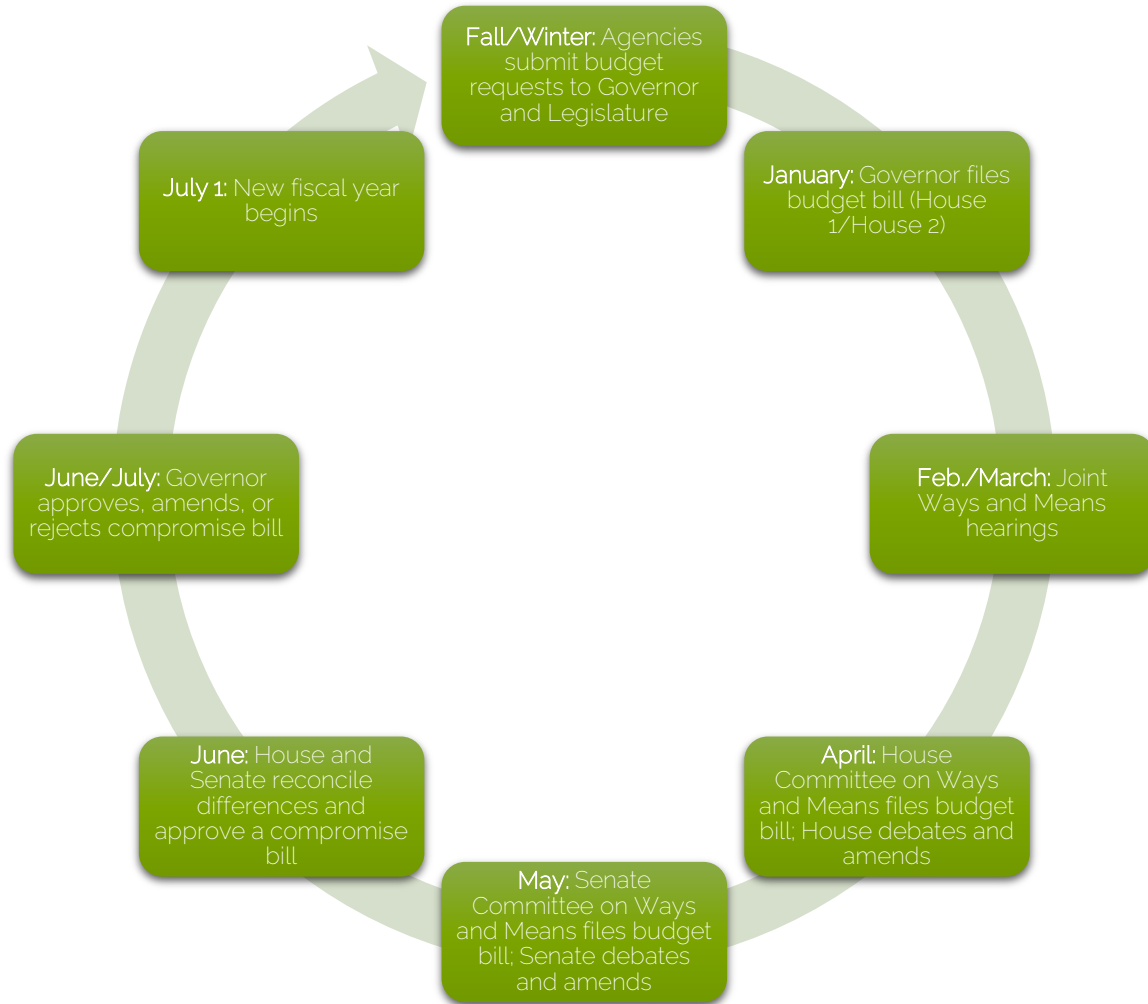 Fall/Winter: Agencies
submit budget
requests to Governor
and Legislature
January: Governor files
budget bill (House
1/House 2)
Feb./March: Joint
Ways and Means
hearings
April: House
Committee on Ways
and Means files budget
bill; House debates and
amends
May: Senate
Committee on Ways
and Means files budget
bill; Senate debates
and amends
June: House and
Senate reconcile
differences and
approve a compromise
bill
June/July: Governor
approves, amends, or
rejects compromise bill
July 1: New fiscal year
begins